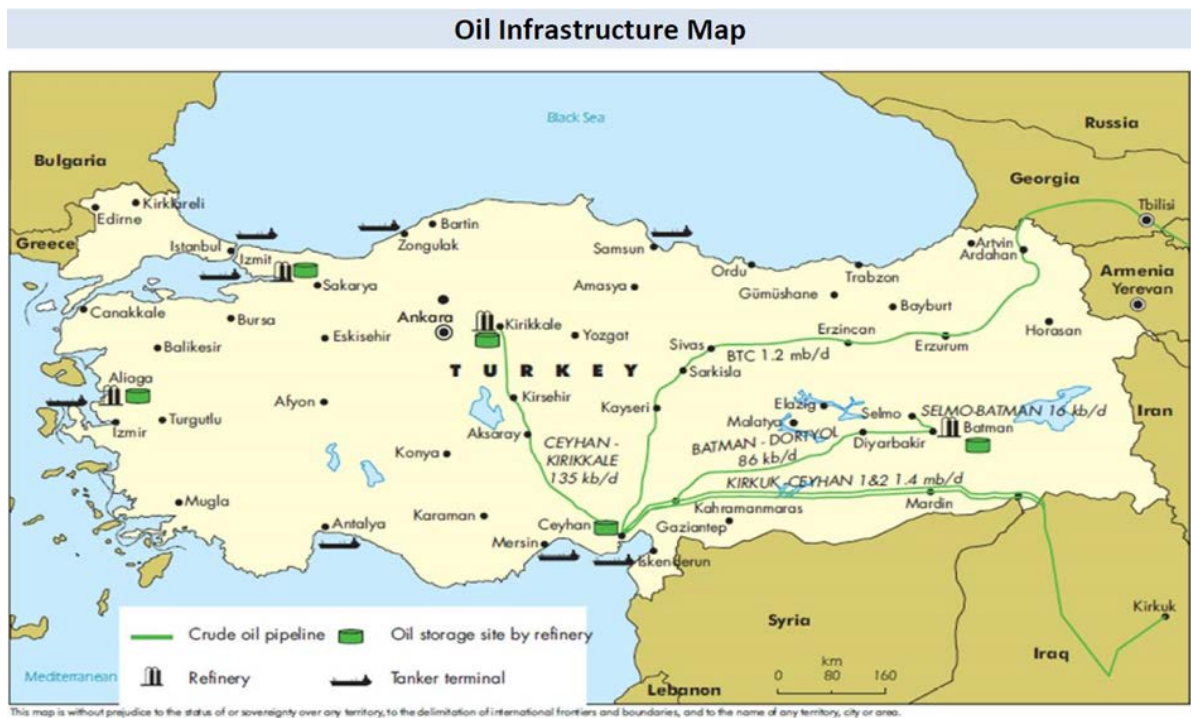 Oil Infrastructure Map
Black Sea
Russia
Bulgaria
Georgia
Tbilisi
Kirklareli
Edirne
Bartin
Greece
Istanbul
Zongulak
Samsun
Artvin
Ardahan
Izmit
Ordu
Trabzon
Armenia
Yerevan
Sakarya
Amasya
Gümüshane
Bayburt
Canakkale
Bursa
Ankara
Kirikkale
Yozgat
Erzincan
Horasan
Eskisehir
Sivas
BTC 1.2 mb/d
Erzurum
Balikesir
TURKEY
Sarkisla
Aliaga
Afyon
Kirsehir
Kayseri
Elazig
Selmo
SELMO-BATMAN 16 kb/d
Iran
Turgutlu
Malatya
Batman
Izmir
Aksaray
CEYHAN -
KIRIKKALE
135 kb/d
BATMAN - DORTYOL
86 kb/d
Diyarbakir
Konya
KIRKUK -CEYHAN 1&2 1.4 mb/d
Mugla
Karaman
Kahramanmaras
Mardin
Antalya
Ceyhan
Gaziantep
Mersin
Iskenderun
Kirkuk
Syria
Crude oil pipeline
Oil storage site by refinery
Iraq
Mediterranean
Refinery
Tanker terminal
km
0 80 160
Lebanon
This map is without prejudice to the status of or sovereignty over any territory, to the delimitation of international frontiers and boundaries, and to the name of any territory, city or area.